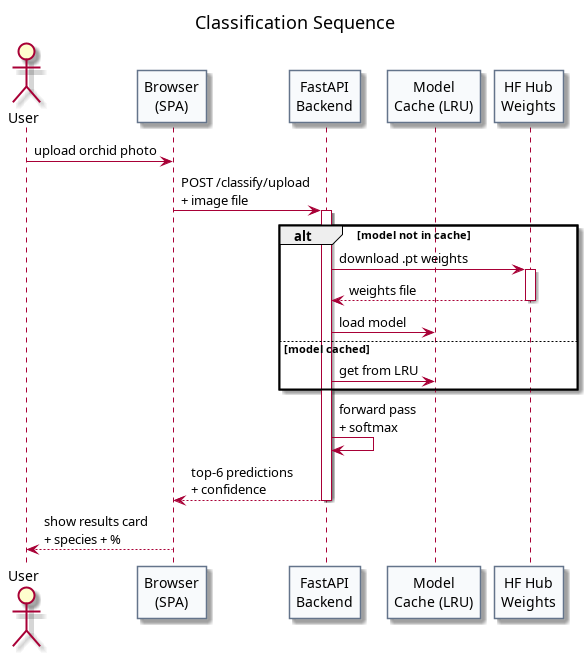 Classification Sequence
User
Browser
(SPA)
FastAPI
Backend
Model
Cache (LRU)
HF Hub
Weights
upload orchid photo
POST /classify/upload
+ image file
alt
[model not in cache]
download .pt weights
weights file
load model
[model cached]
get from LRU
forward pass
+ softmax
top-6 predictions
+ confidence
show results card
+ species + %
User
Browser
(SPA)
FastAPI
Backend
Model
Cache (LRU)
HF Hub
Weights